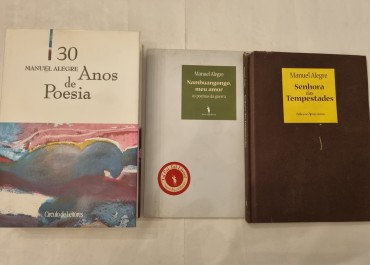 30
MANUEL ALEGRE
Anos
de
Poesia
Círculo de Leitores
Manuel Alegre
Nambuangongo
meu amor
os poemas da guerra
Manuel Alegre
Senhora
das
Tempestades